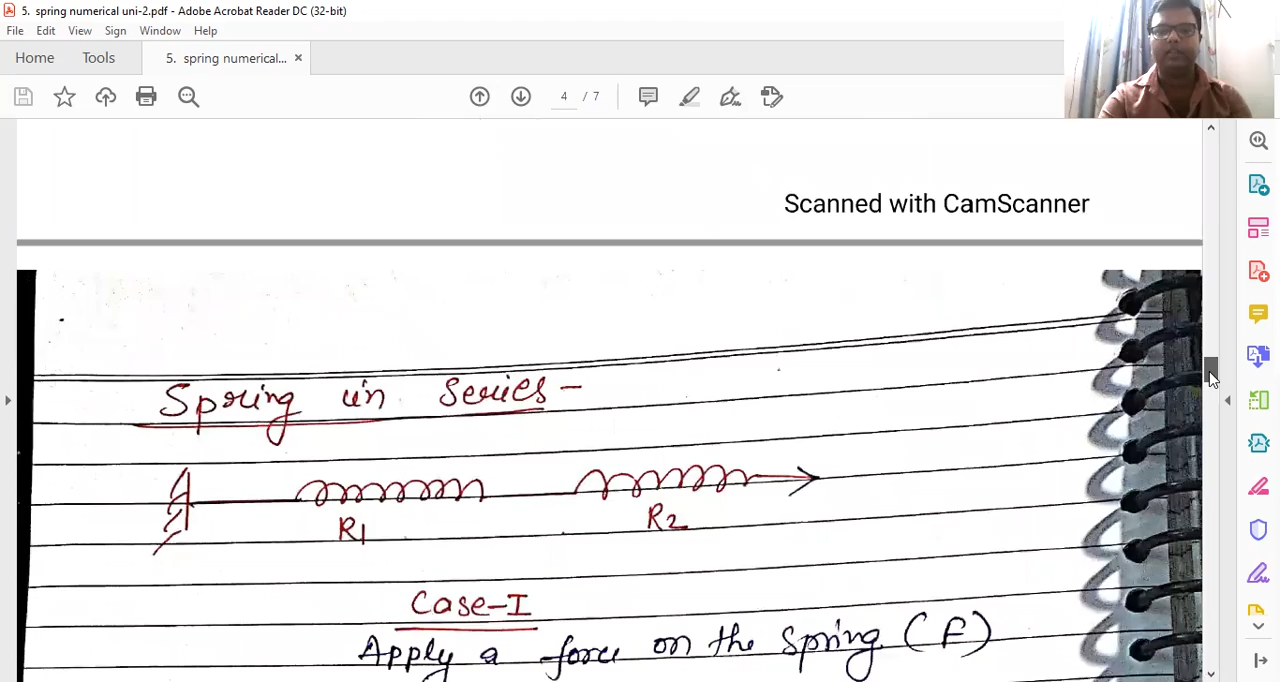 5. spring numerical uni-2.pdf - Adobe Acrobat Reader DC (32-bit)
File Edit View Sign Window Help
Home Tools 5. spring numerical... ×
4 / 7
Scanned with CamScanner
Spring in Series-
R1 R2
Case-I
Apply a force on the Spring (F)